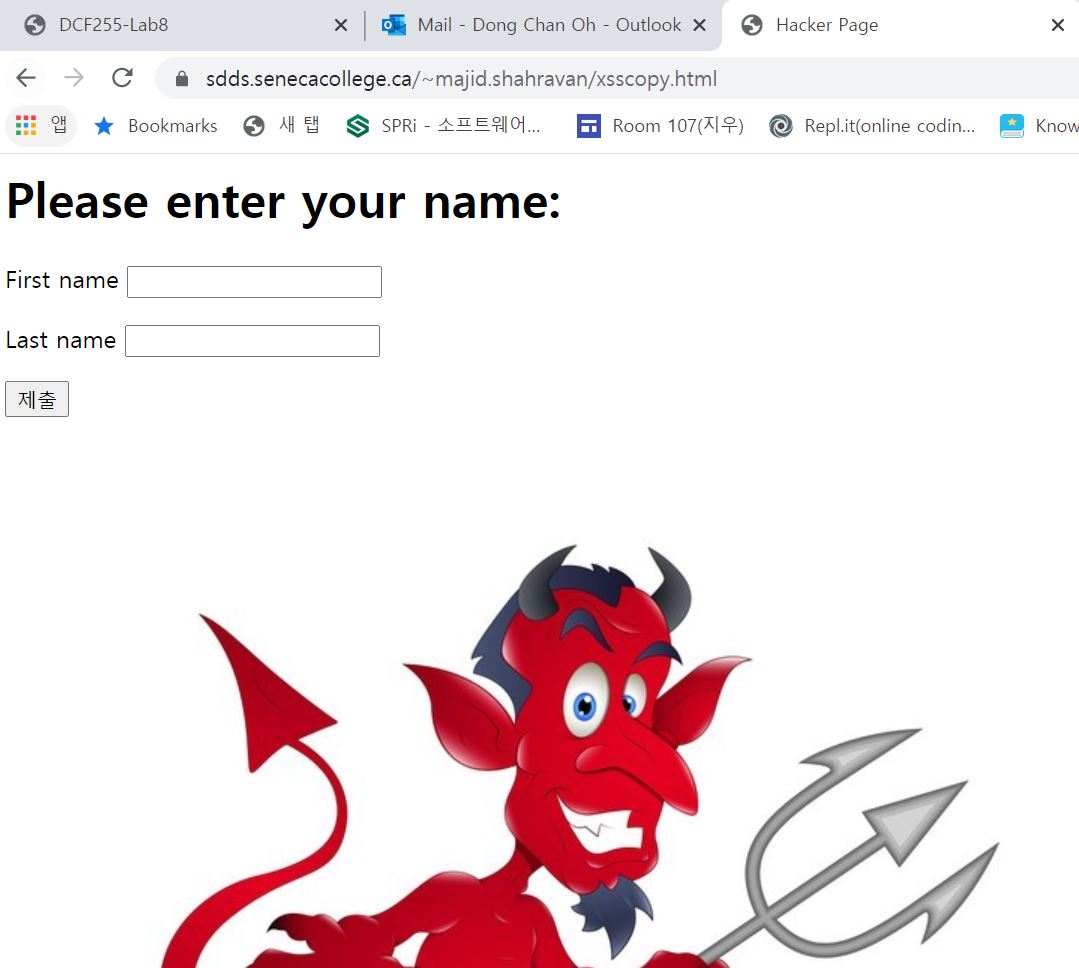 DCF255-Lab8
Mail - Dong Chan Oh - Outlook
Hacker Page
sdds.senecacollege.ca/~majid.shahravan/xsscopy.html
앱
Bookmarks
새 탭
SPRi - 소프트웨어...
Room 107(지우)
Repl.it(online codin...
Know
Please enter your name:
First name
Last name
제출